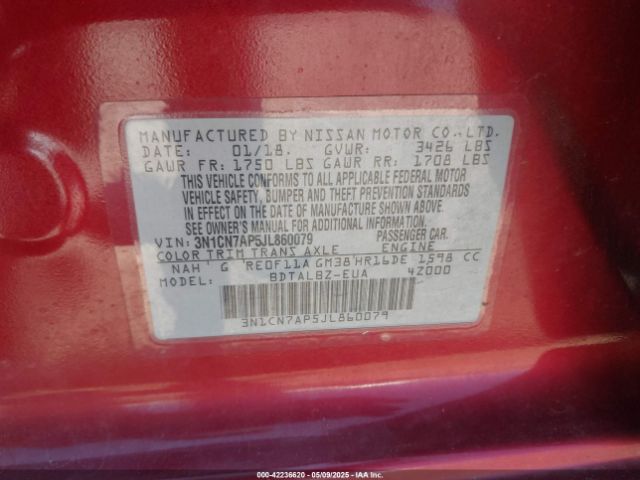 MANUFACTURED BY NISSAN MOTOR CO.,LTD.
DATE: 01/18. GVWR: 3426 LBS
GAWR FR: 1750 LBS GAWR RR: 1708 LBS
THIS VEHICLE CONFORMS TO ALL APPLICABLE FEDERAL MOTOR
VEHICLE SAFETY, BUMPER AND THEFT PREVENTION STANDARDS
IN EFFECT ON THE DATE OF MANUFACTURE SHOWN ABOVE.
SEE OWNER'S MANUAL FOR ADDITIONAL INFORMATION
VIN: 3N1CN7AP5JL860079 PASSENGER CAR.
COLOR TRIM TRANS AXLE ENGINE
NAH G RE0F11A GM38 HR16DE 1598 CC
MODEL: BDTALBZ-EUA 4Z000
3N1CN7AP5JL860079
000-42236620 - 05/09/2025 - IAAI.COM